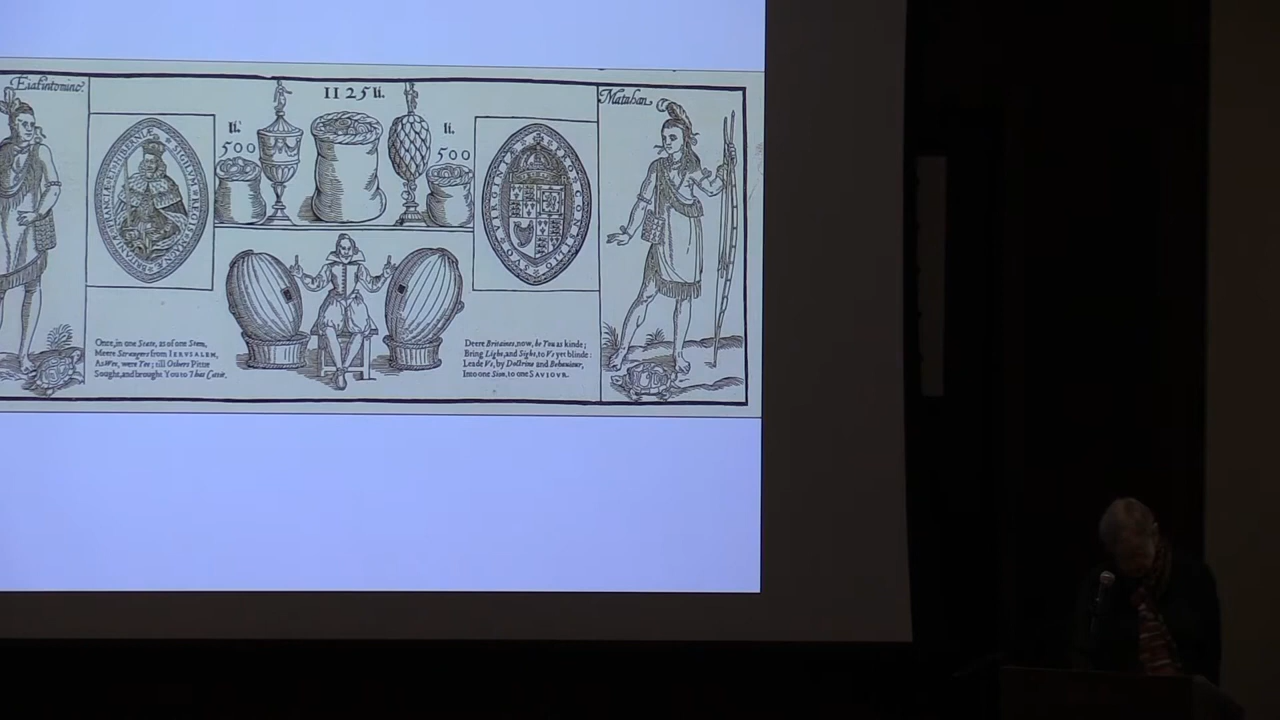 Eiakintomino.
1125 li.
Matahan
li.
500
li.
500
Once, in one State, as of one Stem,
Meere Strangers from IERVSALEM,
As Wee, were Yee; till Others Pittie
Sought, and brought You to That Cittie.
Deere Britaines, now, be You as kinde;
Bring Light, and Sight, to Vs yet blinde:
Leade Vs, by Doctrine and Behauiour,
Into one Sion, to one SAVIOVR.